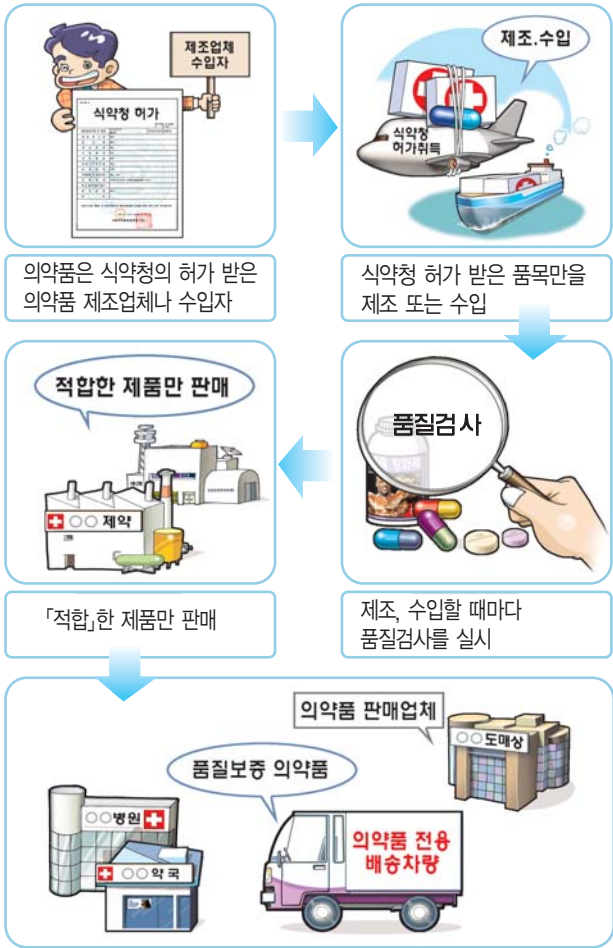 제조업체
수입자
식약청 허가
의약품은 식약청의 허가 받은
의약품 제조업체나 수입자
제조.수입
식약청
허가취득
식약청 허가 받은 품목만을
제조 또는 수입
품질검사
제조, 수입할 때마다
품질검사를 실시
적합한 제품만 판매
○○ 제약
「적합」한 제품만 판매
의약품 판매업체
○○도매상
품질보증 의약품
○○병원
○○약국
의약품 전용
배송차량